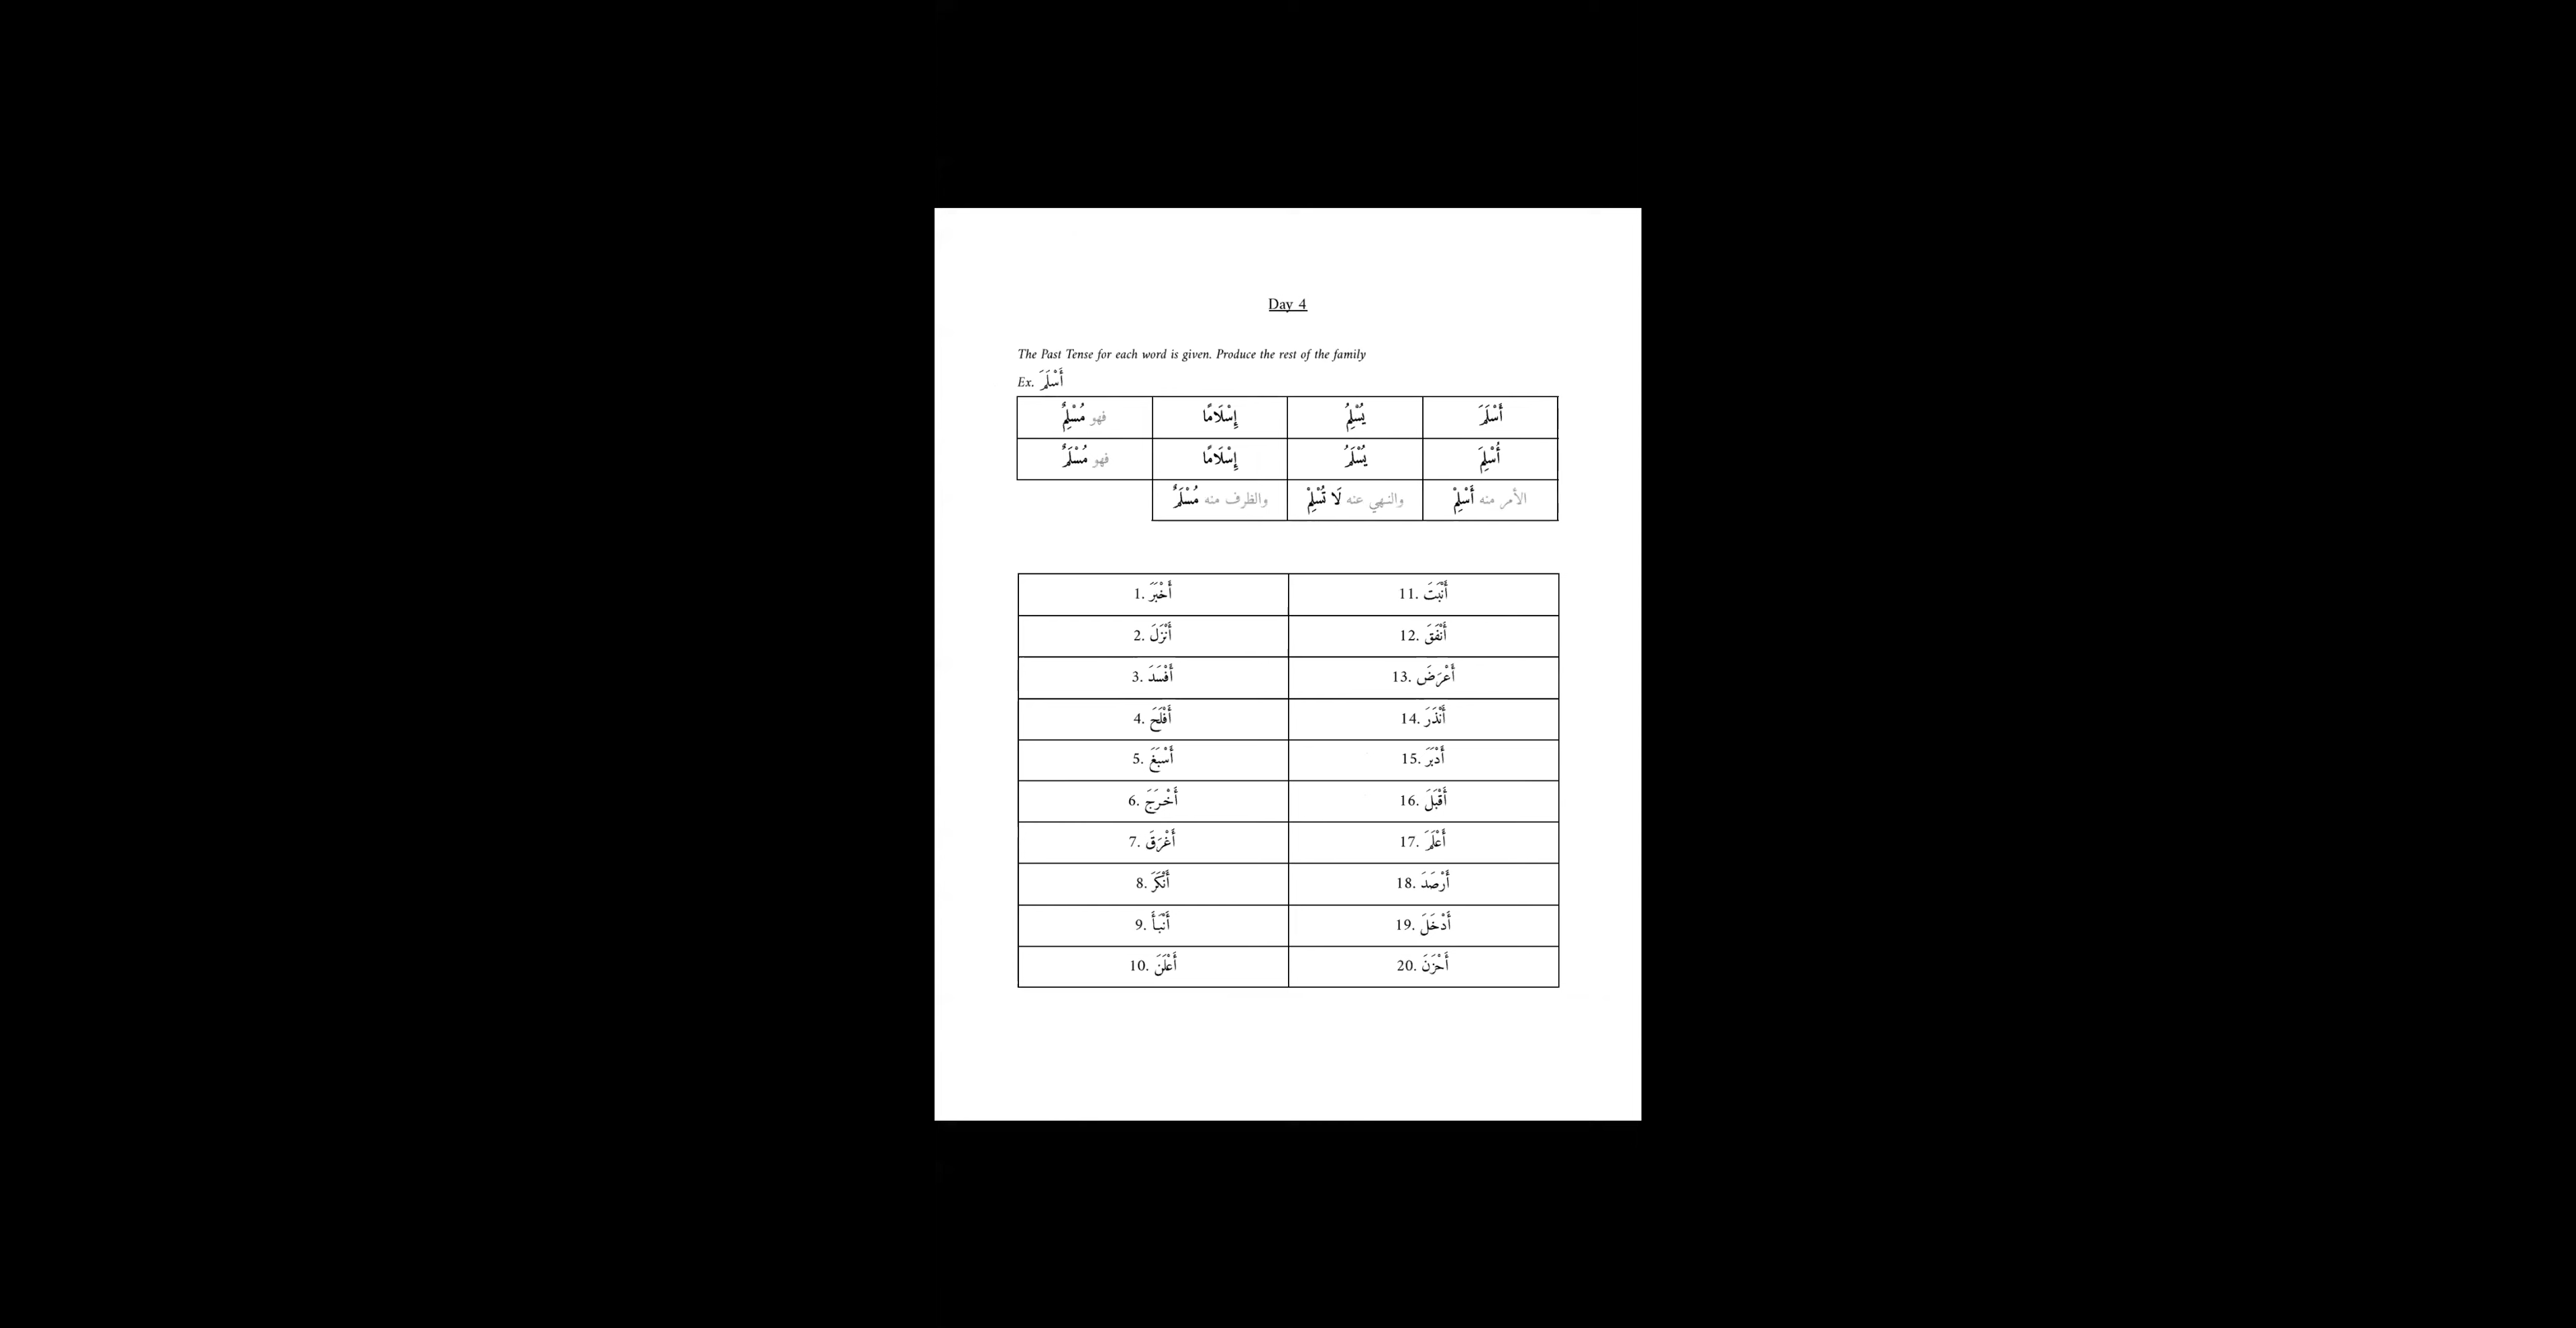 Day 4
The Past Tense for each word is given. Produce the rest of the family
Ex. أَسْلَمَ
أَسْلَمَ يُسْلِمُ إِسْلَامًا فهو مُسْلِمٌ
أُسْلِمَ يُسْلَمُ إِسْلَامًا فهو مُسْلَمٌ
الأمر منه أَسْلِمْ والنهي عنه لَا تُسْلِمْ والظرف منه مُسْلَمٌ
1. أَخْبَرَ 11. أَنْبَتَ
2. أَنْزَلَ 12. أَنْفَقَ
3. أَفْسَدَ 13. أَعْرَضَ
4. أَفْلَحَ 14. أَنْذَرَ
5. أَسْبَغَ 15. أَدْبَرَ
6. أَخْرَجَ 16. أَقْبَلَ
7. أَغْرَقَ 17. أَعْلَمَ
8. أَنْكَرَ 18. أَرْصَدَ
9. أَنْبَأَ 19. أَدْخَلَ
10. أَعْلَنَ 20. أَحْزَنَ